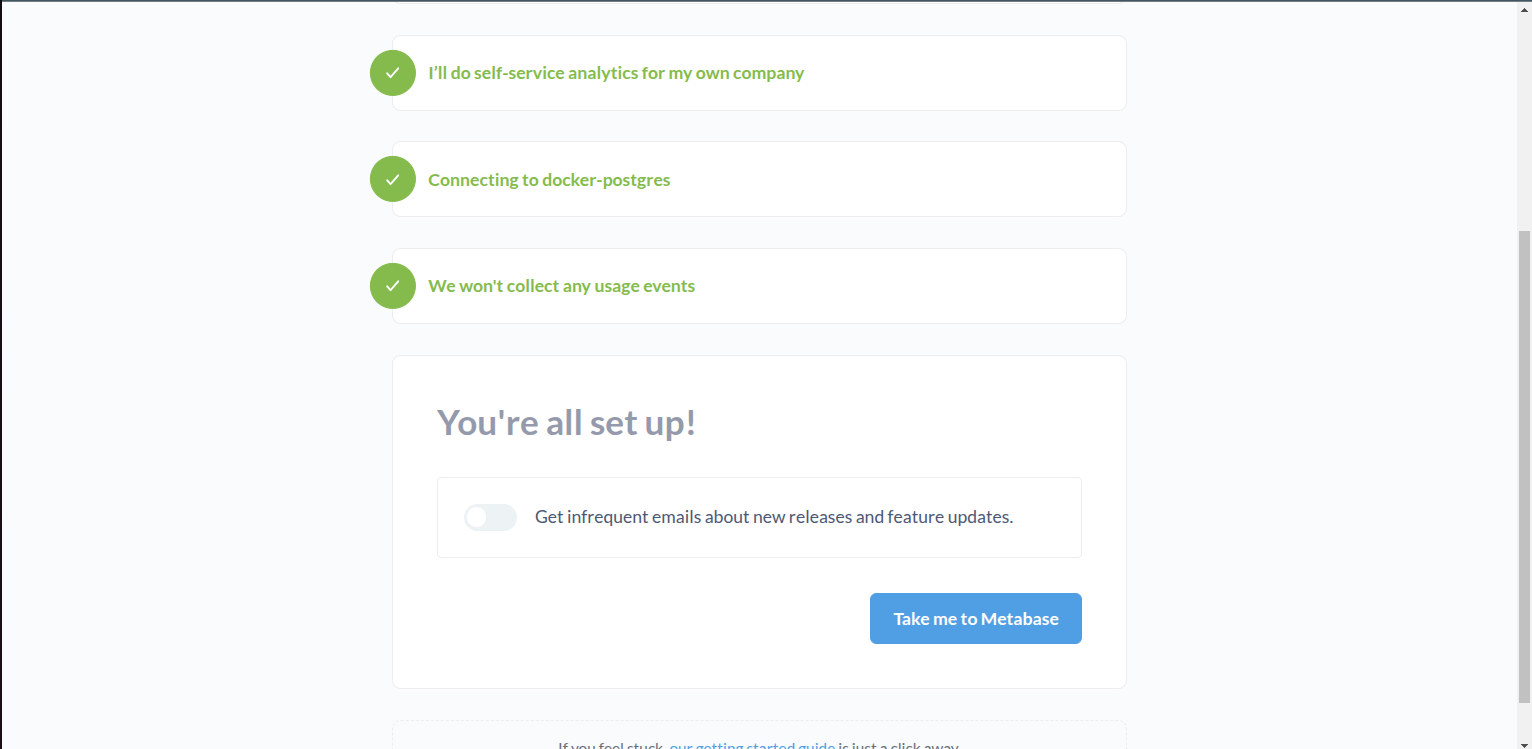 I’ll do self-service analytics for my own company
Connecting to docker-postgres
We won't collect any usage events
You're all set up!
Get infrequent emails about new releases and feature updates.
Take me to Metabase
If you feel stuck, our getting started guide is just a click away.